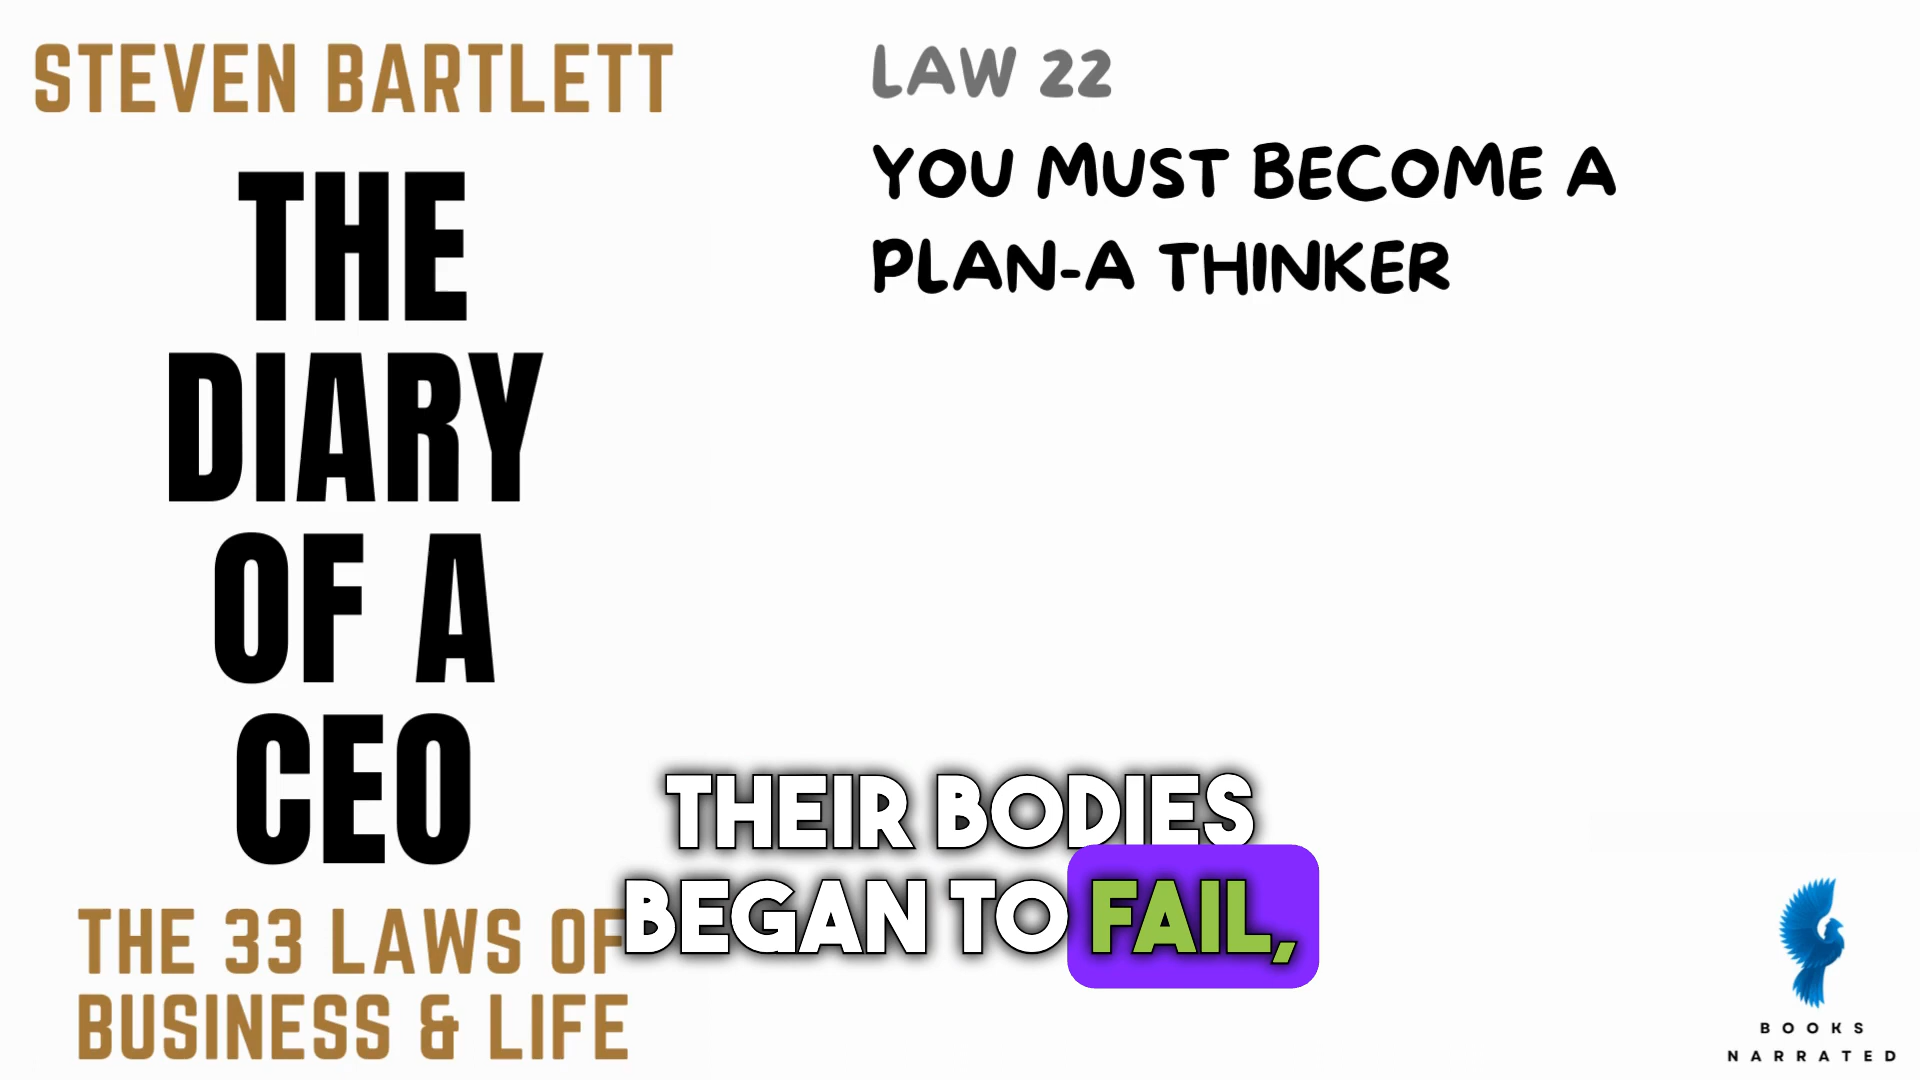 STEVEN BARTLETT
THE
DIARY
OF A
CEO
THE 33 LAWS OF
BUSINESS & LIFE
LAW 22
YOU MUST BECOME A
PLAN-A THINKER
THEIR BODIES
BEGAN TO FAIL,
BOOKS
NARRATED